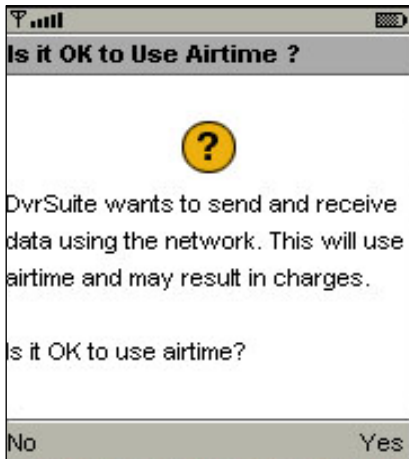 Is it OK to Use Airtime ?
?
DvrSuite wants to send and receive
data using the network. This will use
airtime and may result in charges.
Is it OK to use airtime?
No Yes